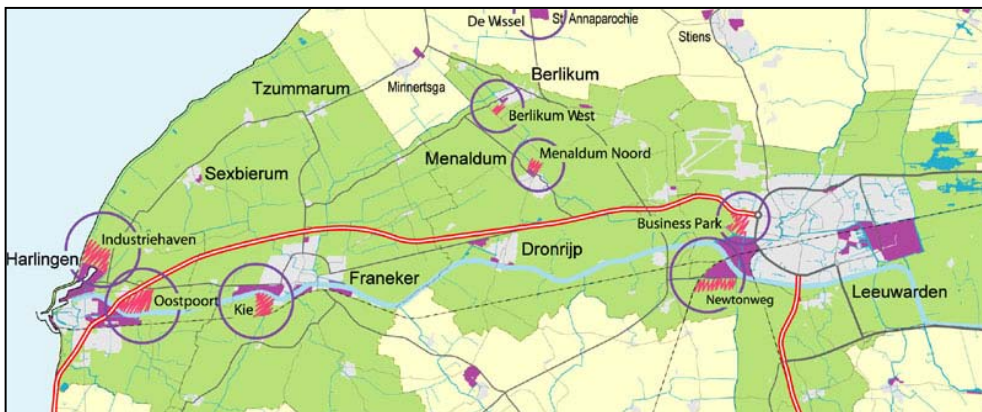 De Wissel
St. Annaparochie
Stiens
Berlikum
Minnertsga
Tzummarum
Berlikum West
Menaldum Noord
Menaldum
Sexbierum
Business Park
Industriehaven
Harlingen
Dronrijp
Franeker
Oostpoort
Kie
Newtonweg
Leeuwarden